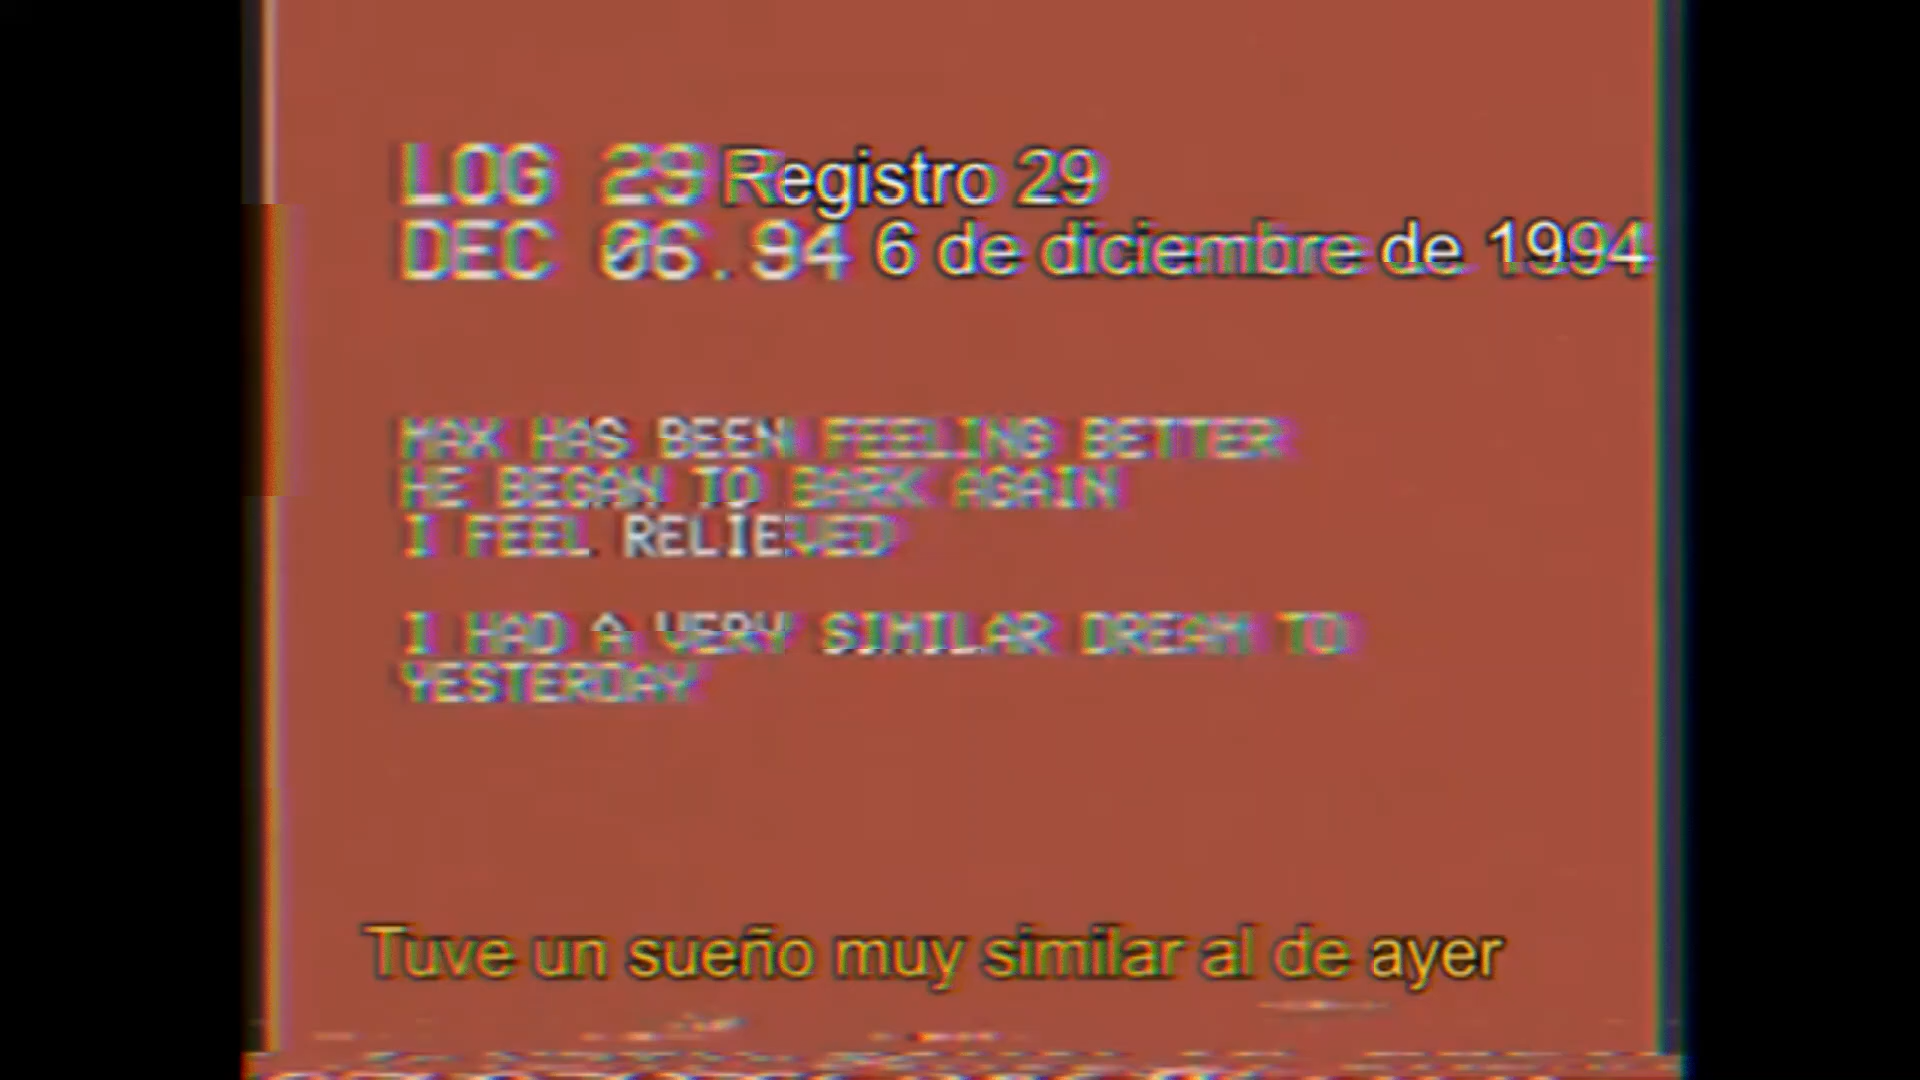 LOG 29 Registro 29
DEC 06.94 6 de diciembre de 1994
MAX HAS BEEN FEELING BETTER
HE BEGAN TO BARK AGAIN
I FEEL RELIEVED
I HAD A VERY SIMILAR DREAM TO
YESTERDAY
Tuve un sueño muy similar al de ayer